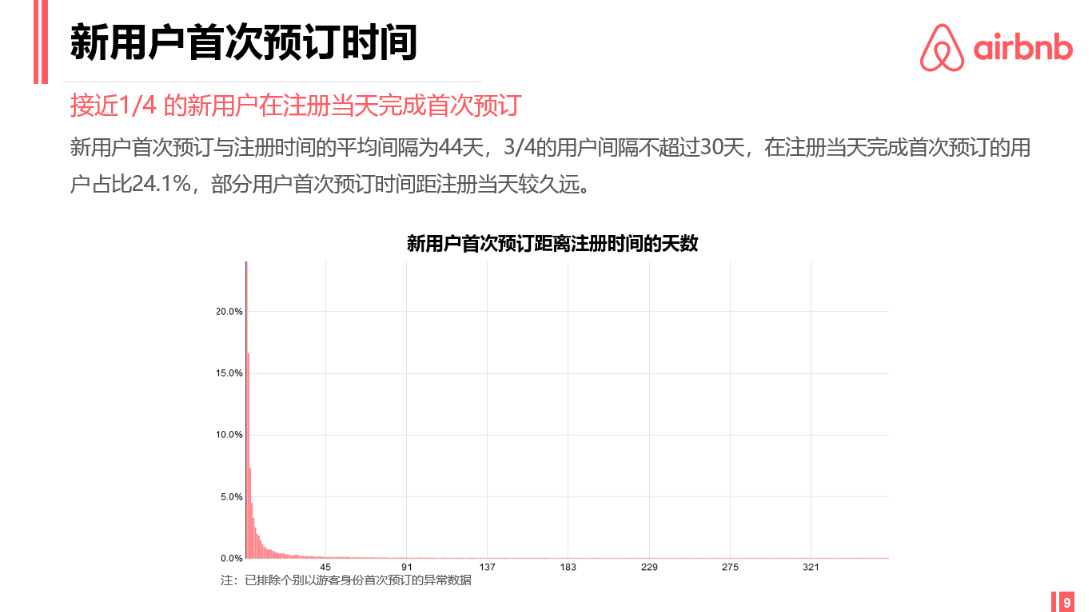 新用户首次预订时间
airbnb
接近1/4 的新用户在注册当天完成首次预订
新用户首次预订与注册时间的平均间隔为44天，3/4的用户间隔不超过30天，在注册当天完成首次预订的用
户占比24.1%，部分用户首次预订时间距注册当天较久远。
新用户首次预订距离注册时间的天数
20.0%
15.0%
10.0%
5.0%
0.0%
45 91 137 183 229 275 321
注：已排除个别以游客身份首次预订的异常数据
9